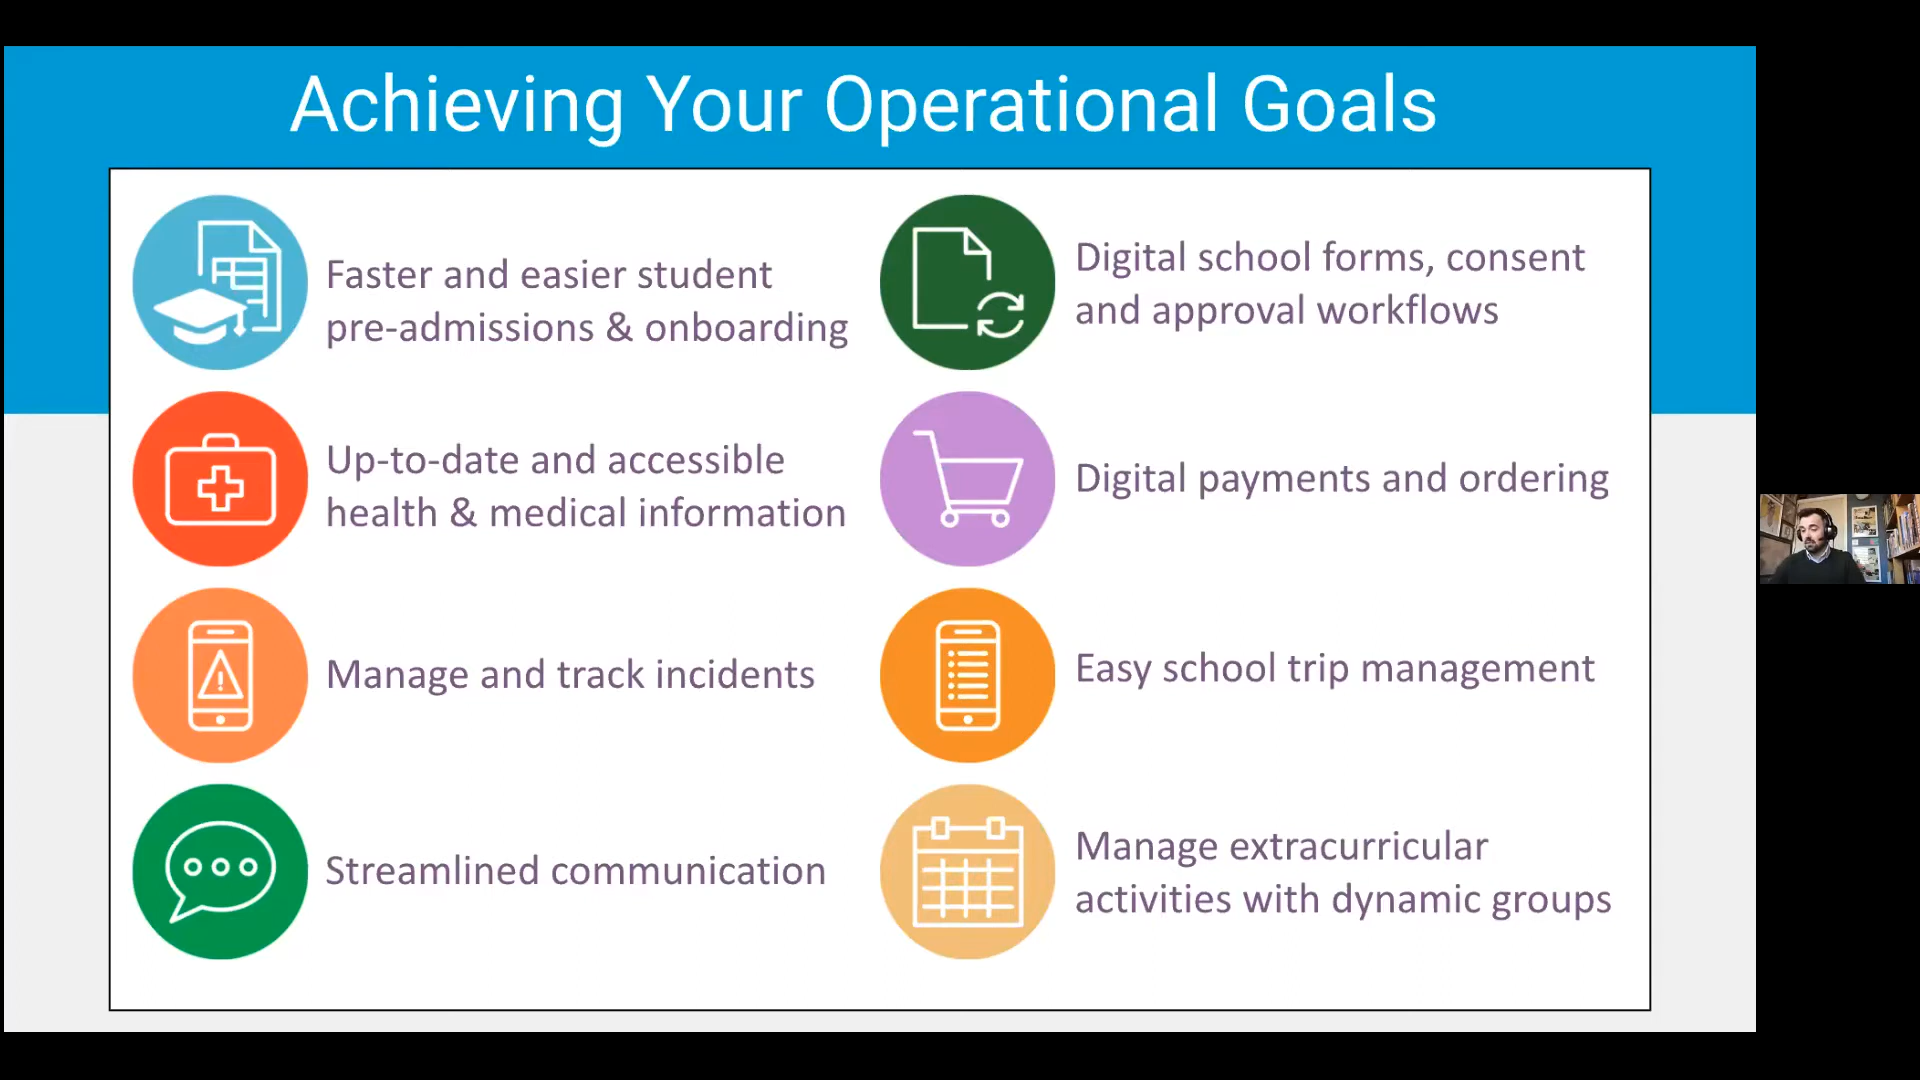 Achieving Your Operational Goals
Faster and easier student
pre-admissions & onboarding
Digital school forms, consent
and approval workflows
Up-to-date and accessible
health & medical information
Digital payments and ordering
Manage and track incidents
Easy school trip management
Streamlined communication
Manage extracurricular
activities with dynamic groups